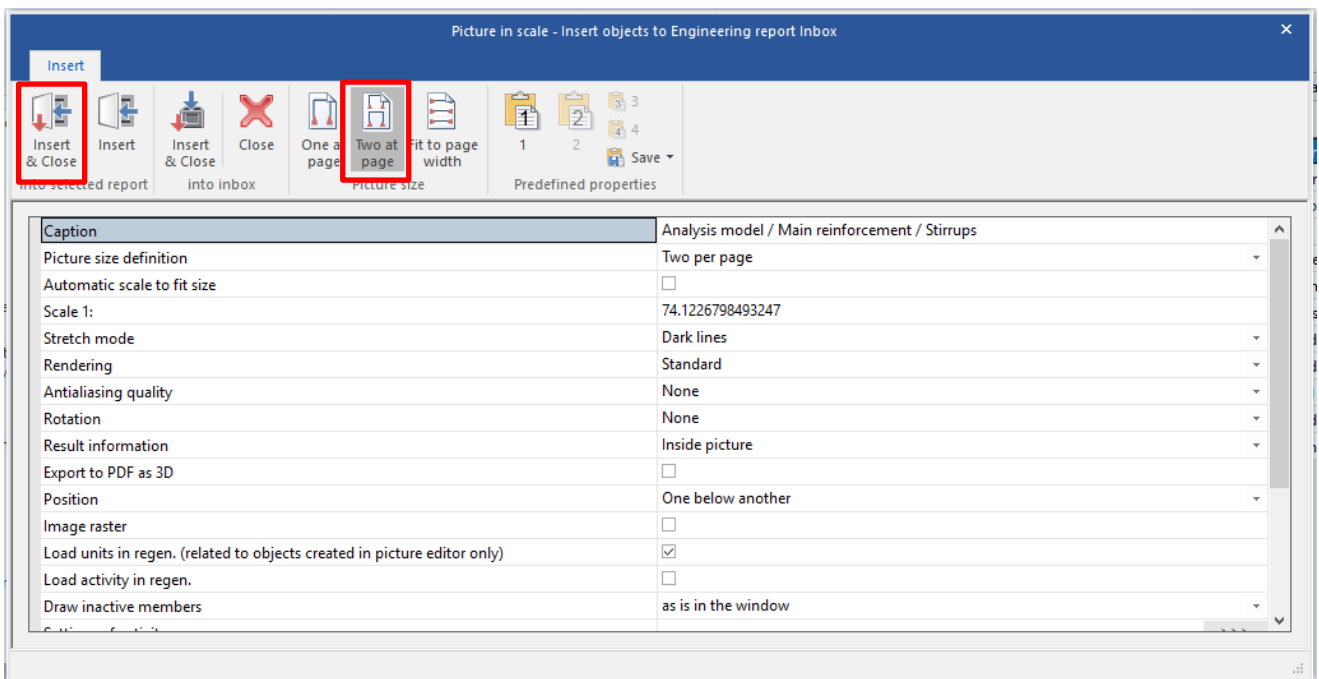 Picture in scale - Insert objects to Engineering report Inbox
Insert
Insert & Close
Insert
Insert & Close
Close
One a page
Two at page
Fit to page width
1
2
3
4
Save
into selected report
into inbox
Picture size
Predefined properties
Caption Analysis model / Main reinforcement / Stirrups
Picture size definition Two per page
Automatic scale to fit size
Scale 1: 74.1226798493247
Stretch mode Dark lines
Rendering Standard
Antialiasing quality None
Rotation None
Result information Inside picture
Export to PDF as 3D
Position One below another
Image raster
Load units in regen. (related to objects created in picture editor only)
Load activity in regen.
Draw inactive members as is in the window